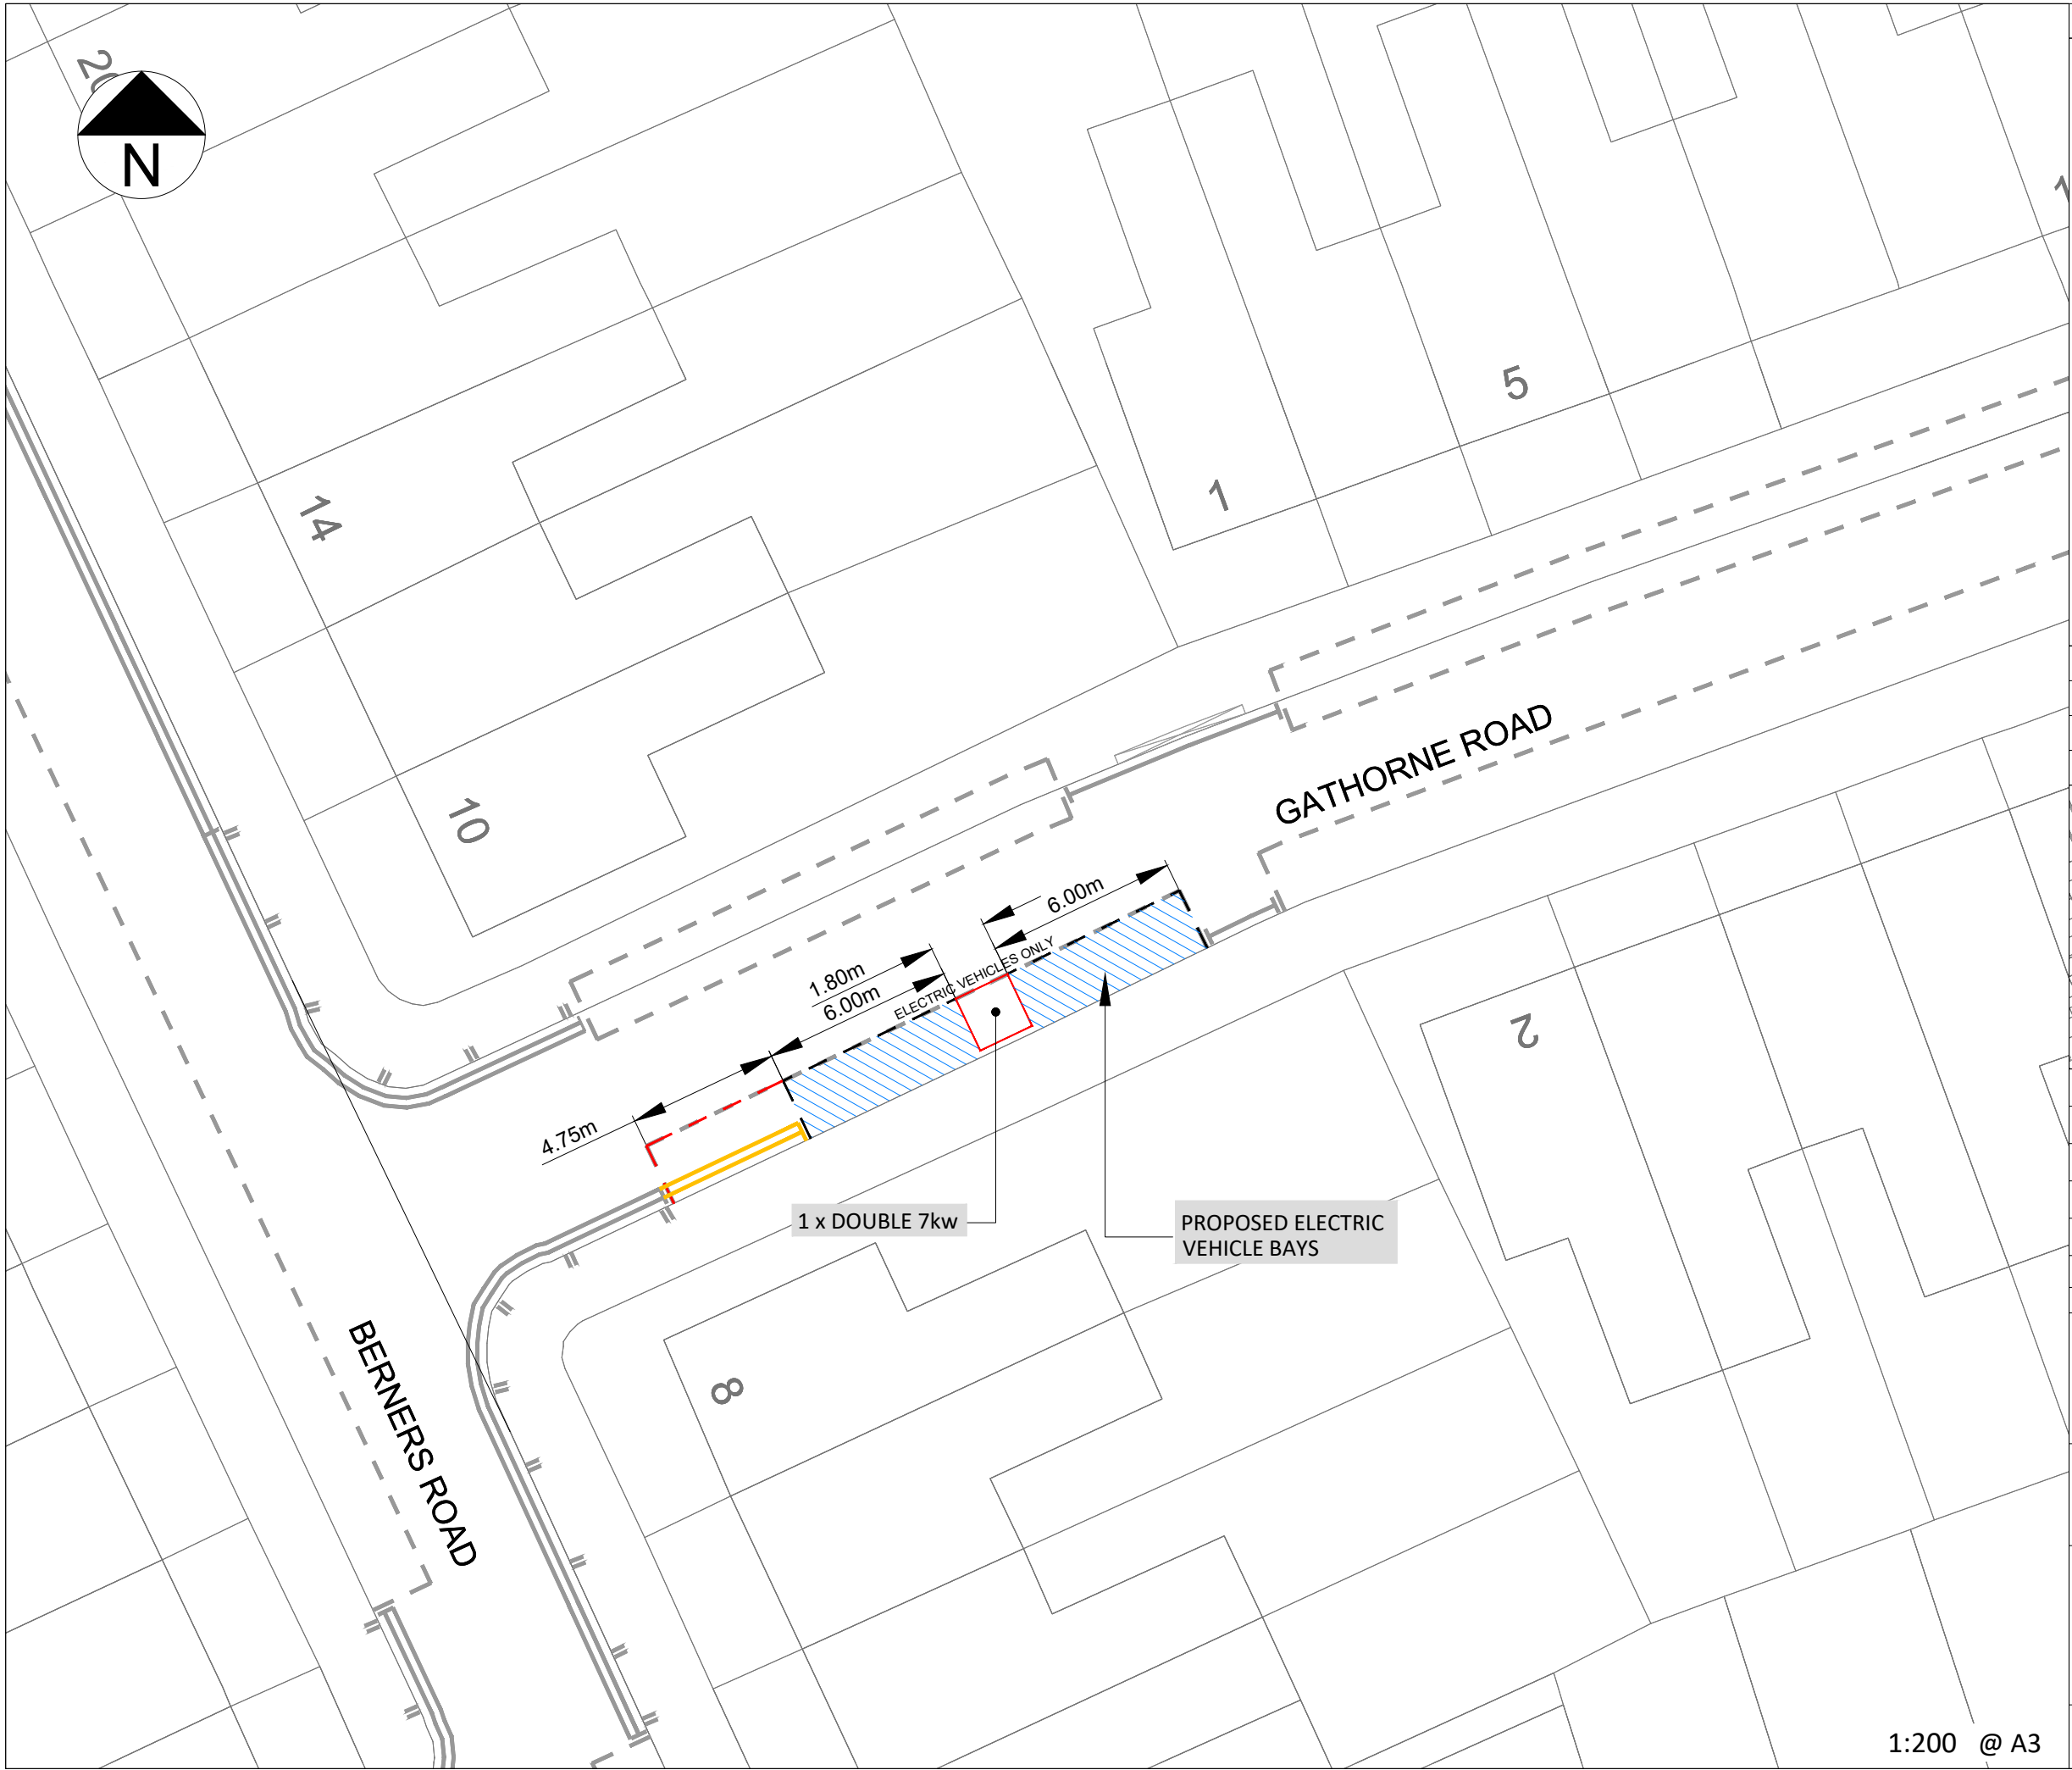 20
N
14
5
1
10
GATHORNE ROAD
6.00m
1.80m
6.00m
ELECTRIC VEHICLES ONLY
4.75m
2
1 x DOUBLE 7kw
PROPOSED ELECTRIC
VEHICLE BAYS
8
BERNERS ROAD
1:200 @ A3